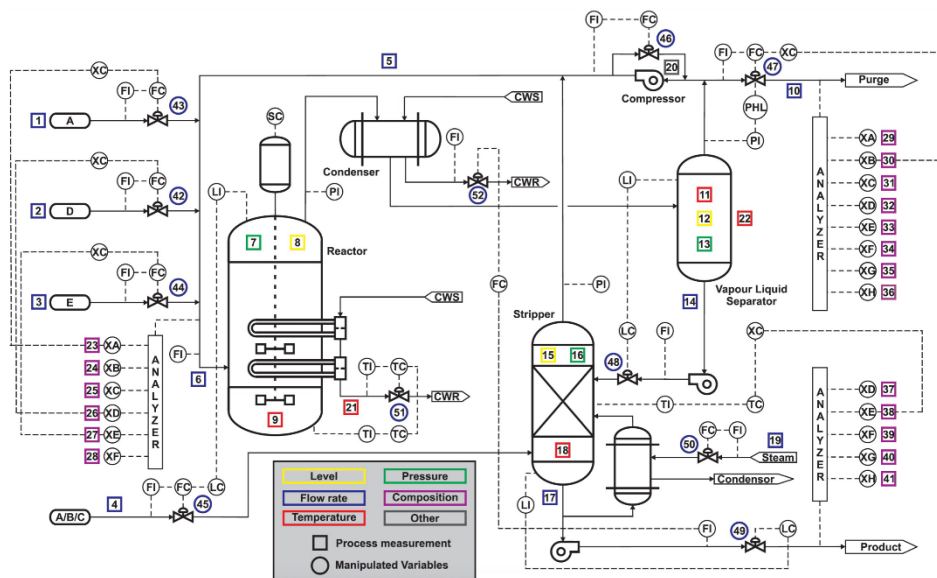 FI FC 46
5
FI FC 47 XC
20
Compressor
10
Purge
XC
FI FC 43
1 A
CWS
SC
Condenser
FI
PHL
PI
XA 29
XB 30
XC 31
XD 32
XE 33
XF 34
XG 35
XH 36
ANALYZER
XC
FI FC 42
2 D
LI
PI
52
CWR
LI
11
12
13
22
Vapour Liquid
Separator
7 8
Reactor
XC
FI FC 44
3 E
CWS
FC
PI
14
Stripper
LC
FI
XC
23 XA
24 XB
25 XC
26 XD
27 XE
28 XF
ANALYZER
FI
6
15 16
48
TI TC
51
21
CWR
TI
TC
XD 37
XE 38
XF 39
XG 40
XH 41
ANALYZER
9
TI TC
18
50 FC FI
19
Steam
Condensor
4
FI FC LC
A/B/C
45
LI
17
FI
49
LC
Product
Level
Pressure
Flow rate
Composition
Temperature
Other
Process measurement
Manipulated Variables